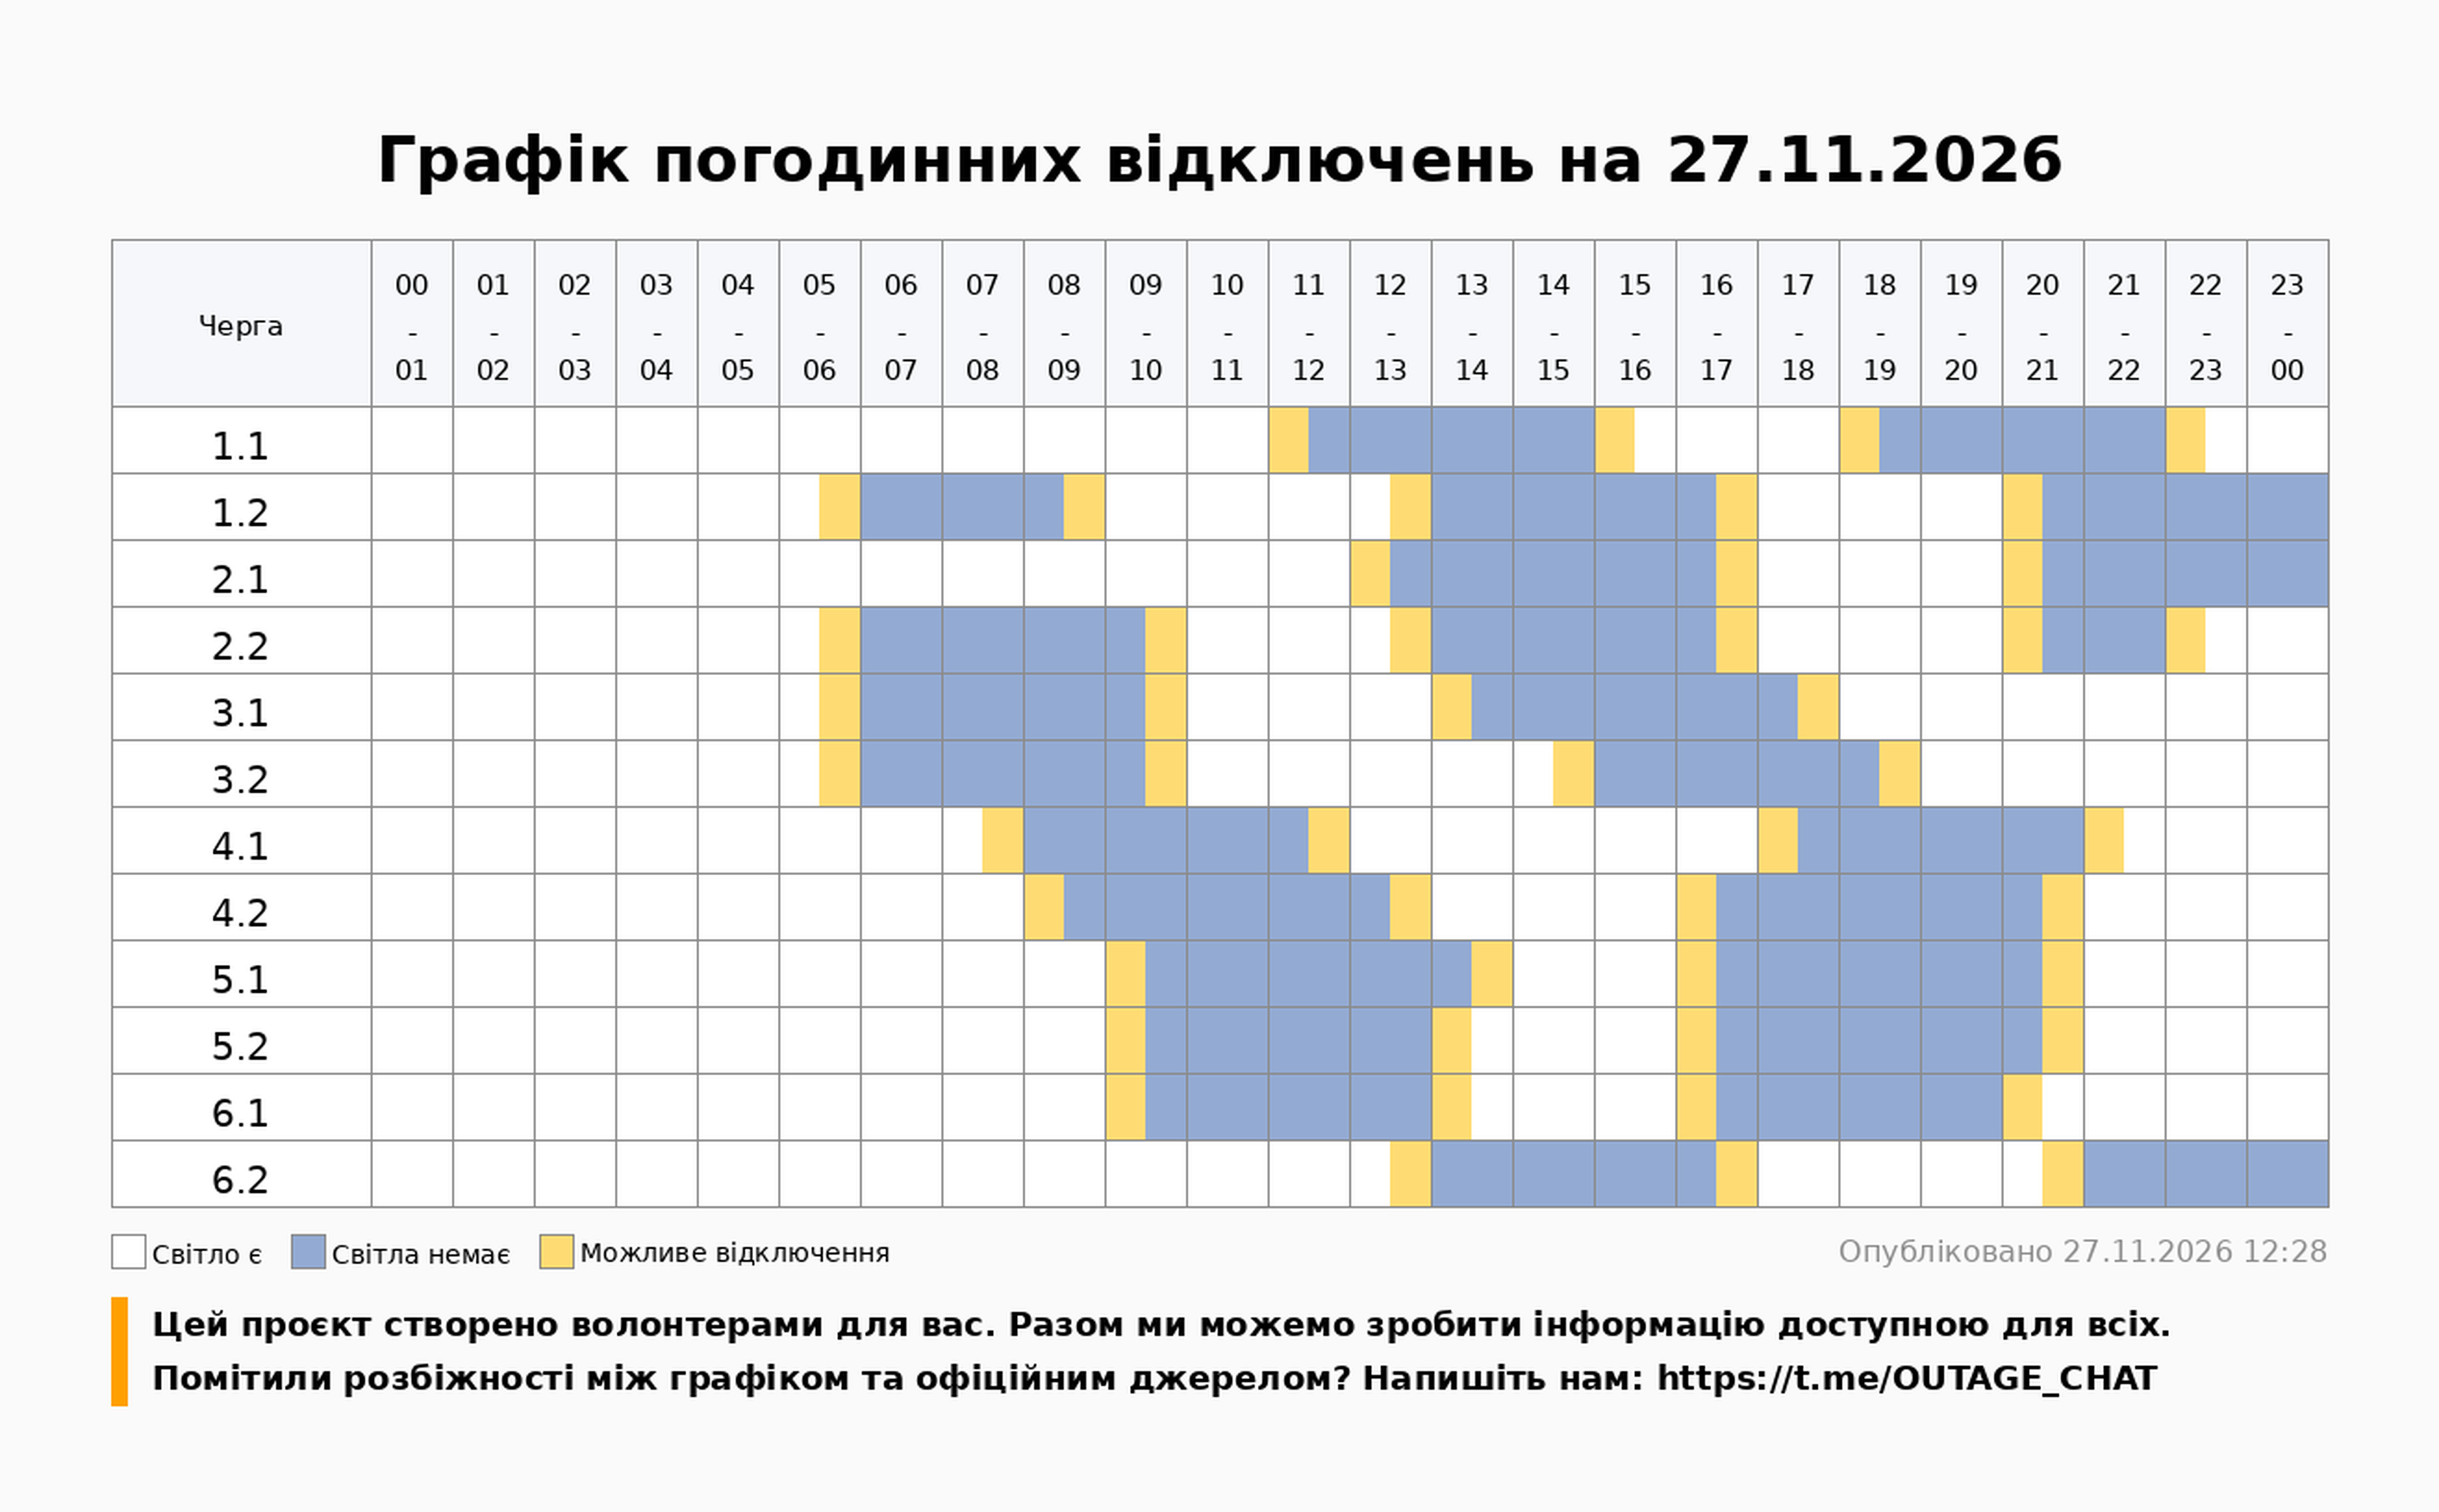 Графік погодинних відключень на 27.11.2026
Черга
00 - 01
01 - 02
02 - 03
03 - 04
04 - 05
05 - 06
06 - 07
07 - 08
08 - 09
09 - 10
10 - 11
11 - 12
12 - 13
13 - 14
14 - 15
15 - 16
16 - 17
17 - 18
18 - 19
19 - 20
20 - 21
21 - 22
22 - 23
23 - 00
1.1
1.2
2.1
2.2
3.1
3.2
4.1
4.2
5.1
5.2
6.1
6.2
Світло є
Світла немає
Можливе відключення
Опубліковано 27.11.2026 12:28
Цей проєкт створено волонтерами для вас. Разом ми можемо зробити інформацію доступною для всіх.
Помітили розбіжності між графіком та офіційним джерелом? Напишіть нам: https://t.me/OUTAGE_CHAT